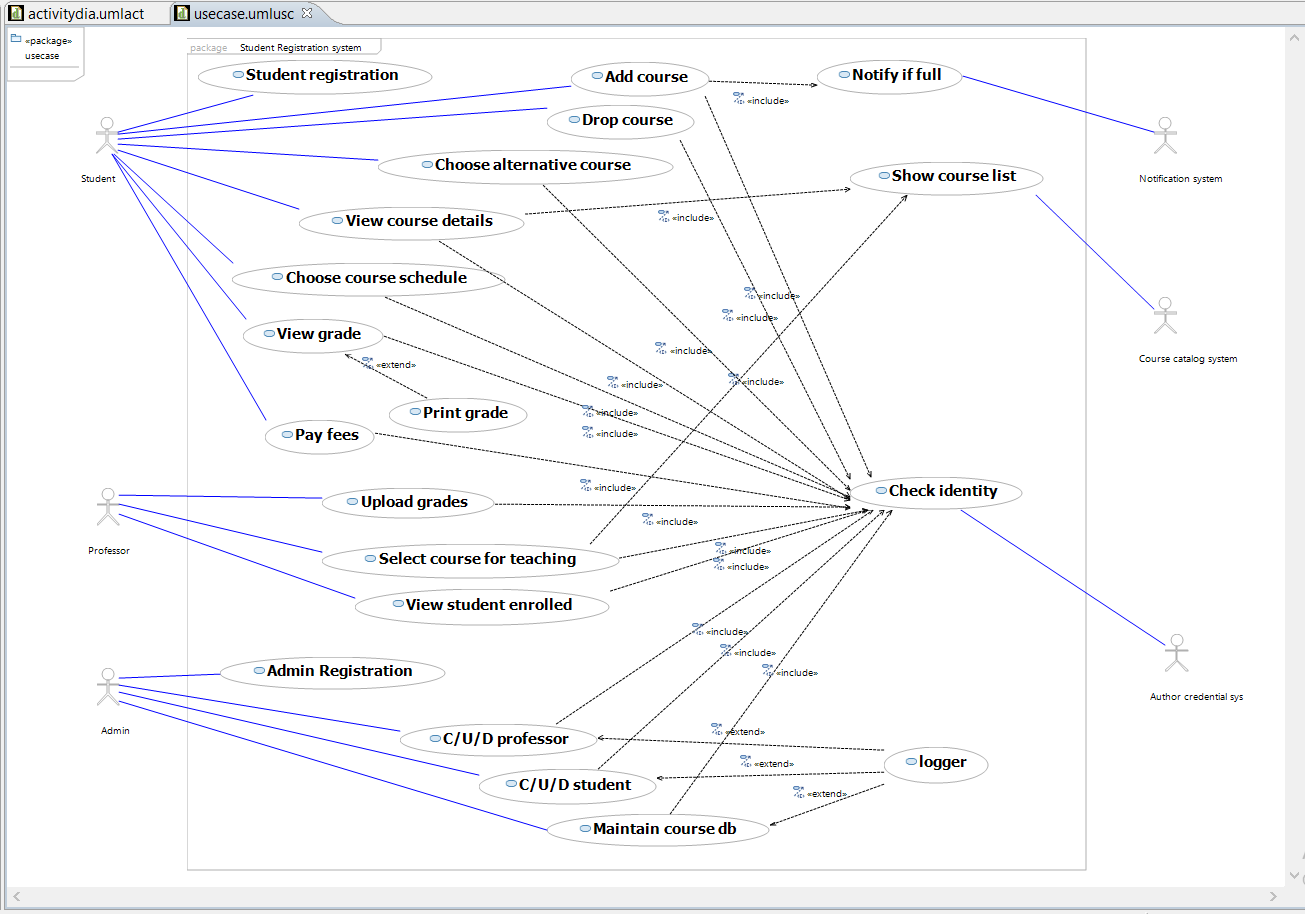 activitydia.umlact
usecase.umlusc
«package»
usecase
package
Student Registration system
Student registration
Add course
Notify if full
«include»
Drop course
Choose alternative course
Show course list
Student
Notification system
View course details
«include»
Choose course schedule
«include»
«include»
View grade
«include»
«extend»
Course catalog system
«include»
«include»
Print grade
«include»
Pay fees
«include»
«include»
Check identity
Upload grades
«include»
Professor
Select course for teaching
«include»
«include»
View student enrolled
«include»
«include»
Admin Registration
«include»
Author credential sys
Admin
C/U/D professor
«extend»
logger
«extend»
C/U/D student
«extend»
Maintain course db